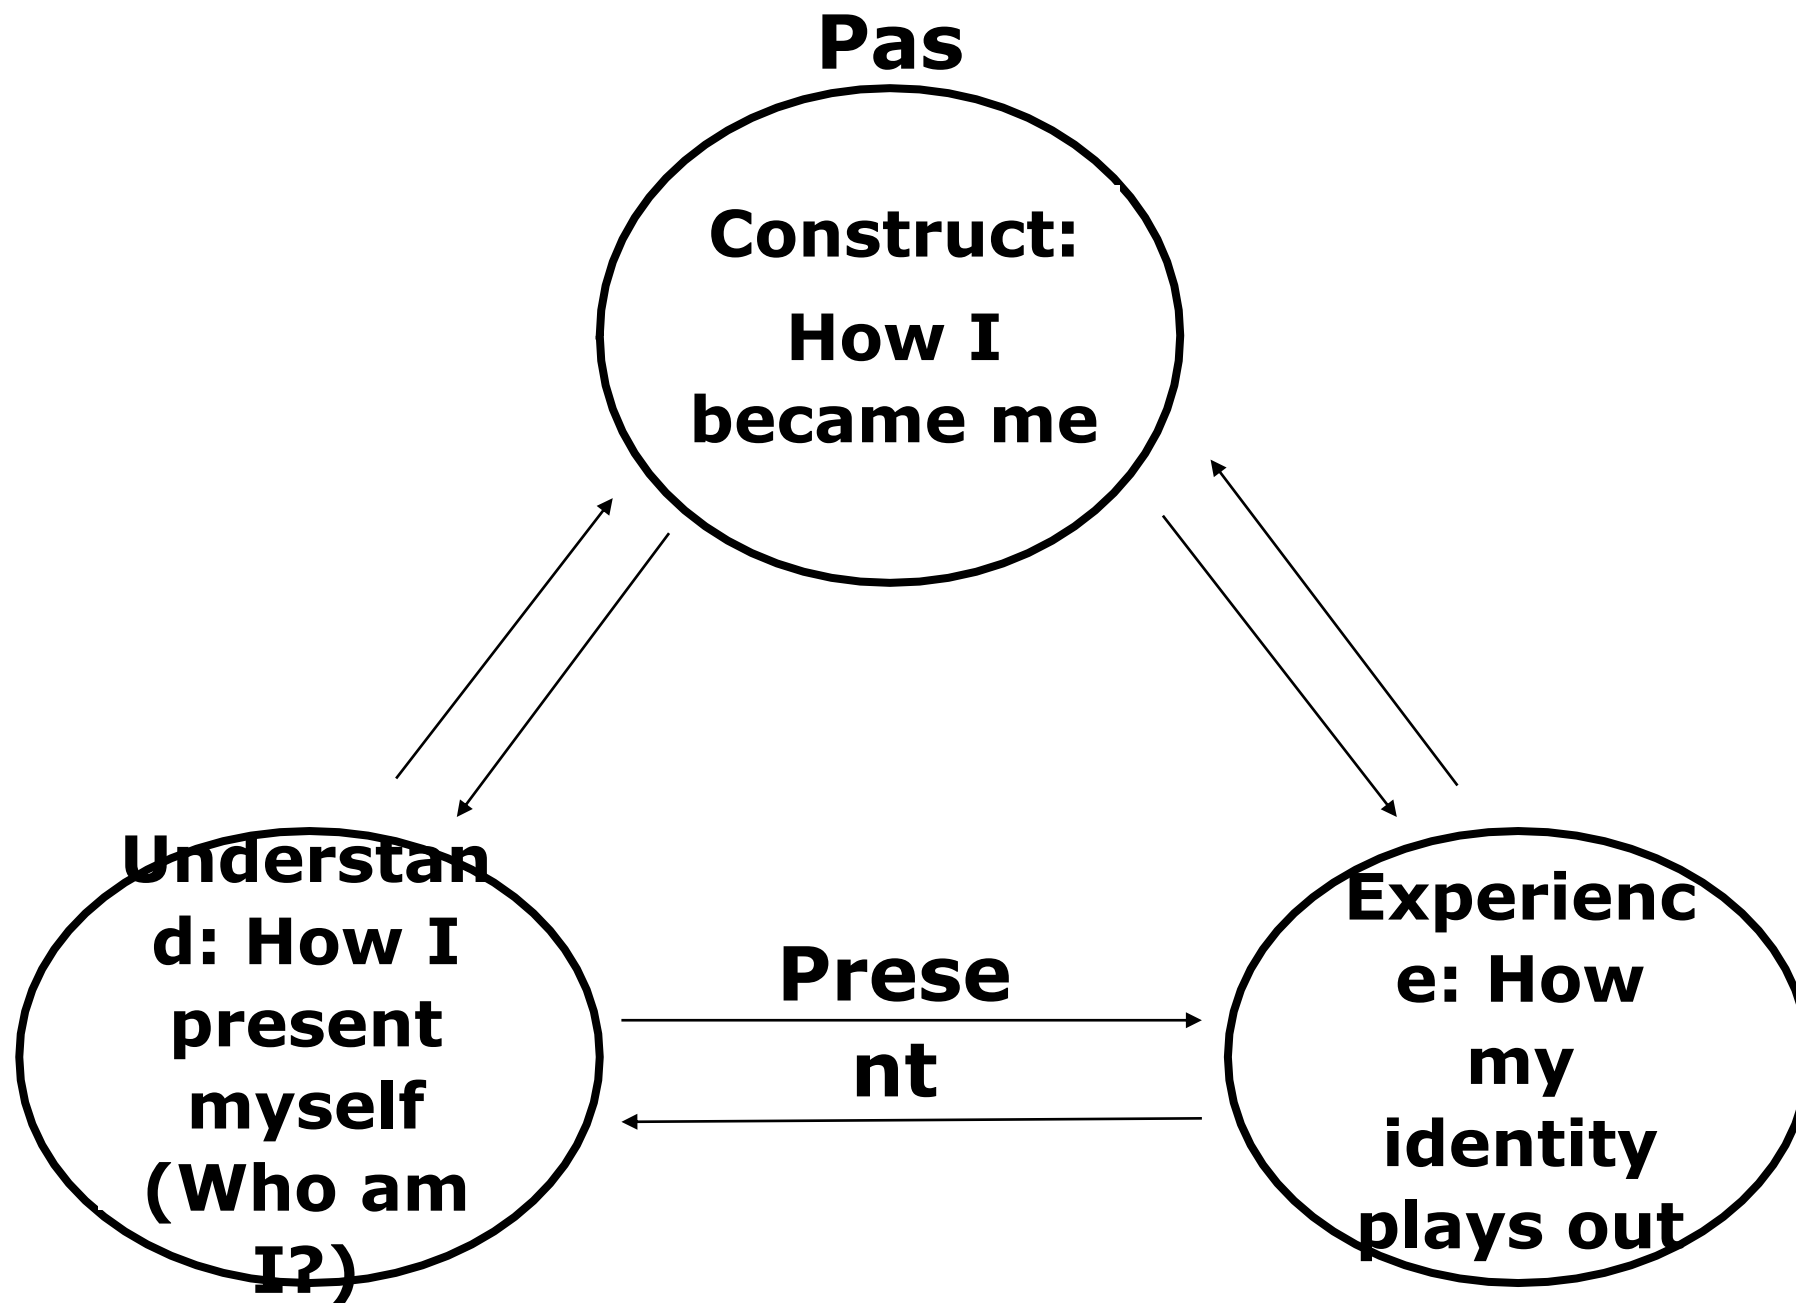 Pas
Construct:
How I
became me
Understan
d: How I
present
myself
(Who am
I?)
Prese
nt
Experienc
e: How
my
identity
plays out